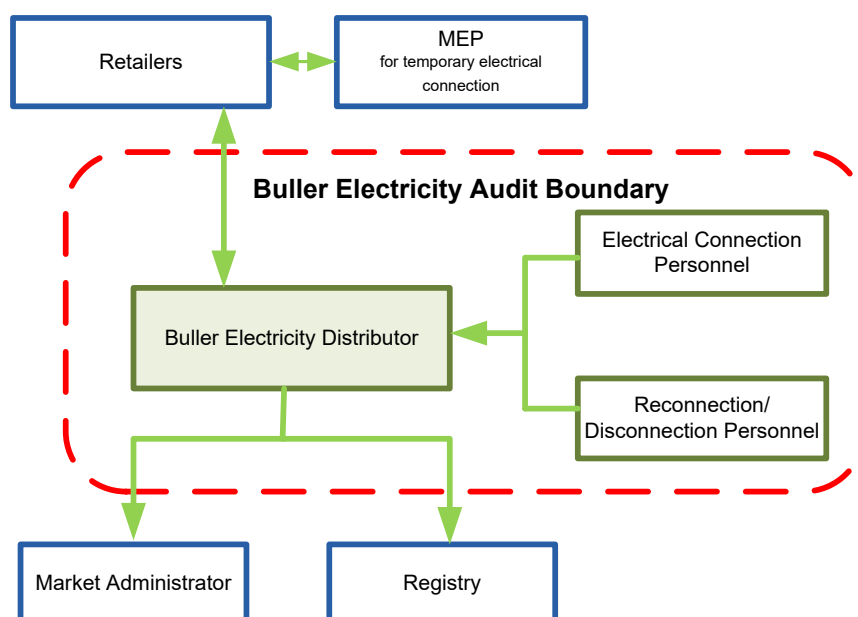 Retailers
MEP
for temporary electrical
connection
Buller Electricity Audit Boundary
Electrical Connection
Personnel
Buller Electricity Distributor
Reconnection/
Disconnection Personnel
Market Administrator
Registry